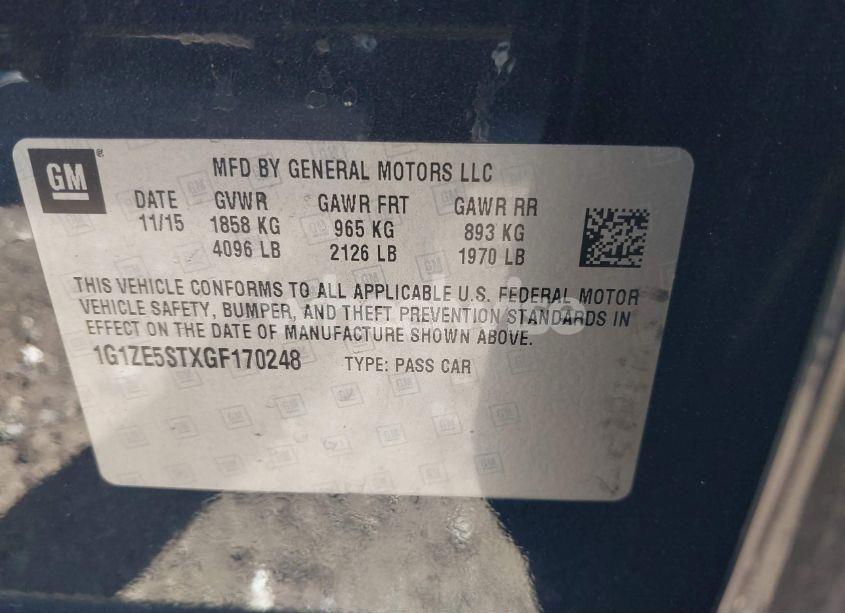 GM
MFD BY GENERAL MOTORS LLC
DATE GVWR GAWR FRT GAWR RR
11/15 1858 KG 965 KG 893 KG
4096 LB 2126 LB 1970 LB
THIS VEHICLE CONFORMS TO ALL APPLICABLE U.S. FEDERAL MOTOR
VEHICLE SAFETY, BUMPER, AND THEFT PREVENTION STANDARDS IN
EFFECT ON THE DATE OF MANUFACTURE SHOWN ABOVE.
1G1ZE5STXGF170248 TYPE: PASS CAR